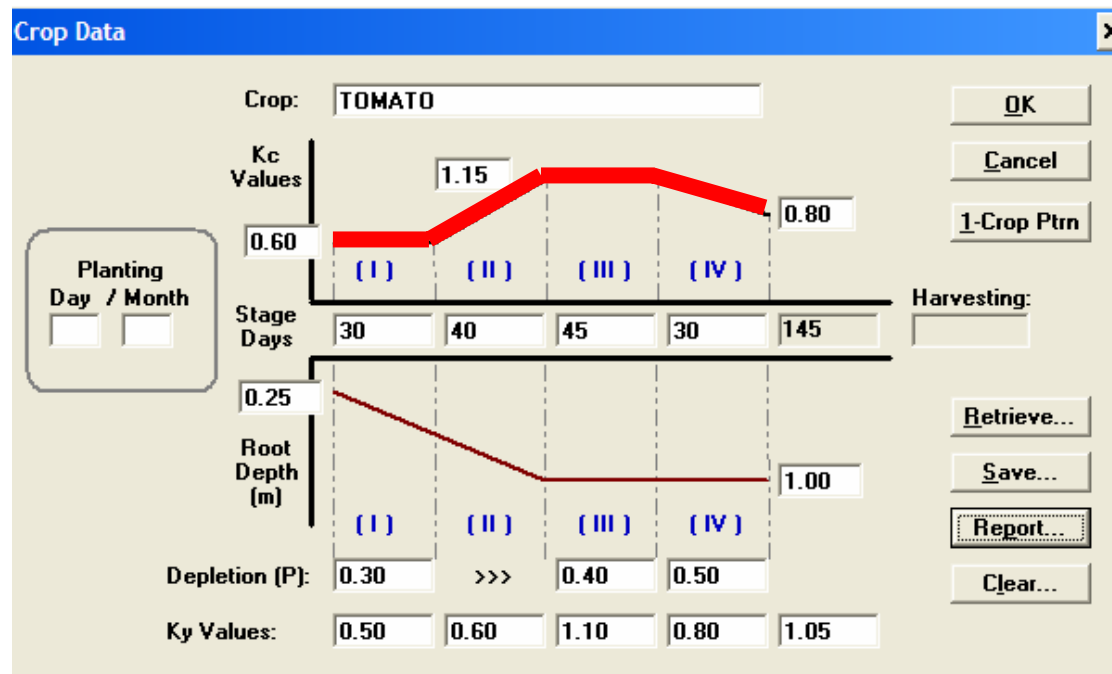 Crop Data
Crop: TOMATO
OK
Kc
Values
1.15
Cancel
0.80
1-Crop Ptrn
0.60
( I ) ( II ) ( III ) ( IV )
Planting
Day / Month
Harvesting:
Stage
Days
30 40 45 30 145
0.25
Retrieve...
Root
Depth
(m)
1.00
Save...
( I ) ( II ) ( III ) ( IV )
Report...
Depletion (P): 0.30 >>> 0.40 0.50
Clear...
Ky Values: 0.50 0.60 1.10 0.80 1.05